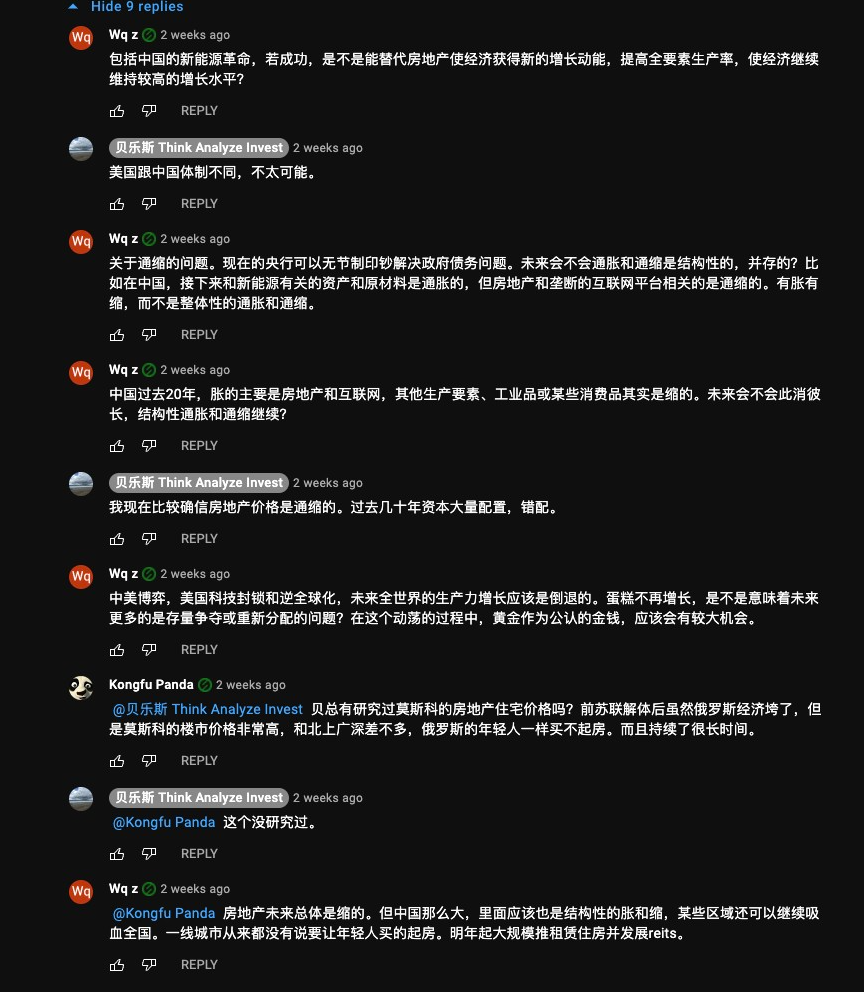 Hide 9 replies
Wq
Wq z 2 weeks ago
包括中国的新能源革命，若成功，是不是能替代房地产使经济获得新的增长动能，提高全要素生产率，使经济继续
维持较高的增长水平？
REPLY
贝乐斯 Think Analyze Invest 2 weeks ago
美国跟中国体制不同，不太可能。
REPLY
Wq
Wq z 2 weeks ago
关于通缩的问题。现在的央行可以无节制印钞解决政府债务问题。未来会不会通胀和通缩是结构性的，并存的？比
如在中国，接下来和新能源有关的资产和原材料是通胀的，但房地产和垄断的互联网平台相关的是通缩的。有胀有
缩，而不是整体性的通胀和通缩。
REPLY
Wq
Wq z 2 weeks ago
中国过去20年，胀的主要是房地产和互联网，其他生产要素、工业品或某些消费品其实是缩的。未来会不会此消彼
长，结构性通胀和通缩继续？
REPLY
贝乐斯 Think Analyze Invest 2 weeks ago
我现在比较确信房地产价格是通缩的。过去几十年资本大量配置，错配。
REPLY
Wq
Wq z 2 weeks ago
中美博弈，美国科技封锁和逆全球化，未来全世界的生产力增长应该是倒退的。蛋糕不再增长，是不是意味着未来
更多的是存量争夺或重新分配的问题？在这个动荡的过程中，黄金作为公认的金钱，应该会有较大机会。
REPLY
Kongfu Panda 2 weeks ago
@贝乐斯 Think Analyze Invest 贝总有研究过莫斯科的房地产住宅价格吗？前苏联解体后虽然俄罗斯经济垮了，但
是莫斯科的楼市价格非常高，和北上广深差不多，俄罗斯的年轻人一样买不起房。而且持续了很长时间。
REPLY
贝乐斯 Think Analyze Invest 2 weeks ago
@Kongfu Panda 这个没研究过。
REPLY
Wq
Wq z 2 weeks ago
@Kongfu Panda 房地产未来总体是缩的。但中国那么大，里面应该也是结构性的胀和缩，某些区域还可以继续吸
血全国。一线城市从来都没有说要让年轻人买的起房。明年起大规模推租赁住房并发展reits。
REPLY